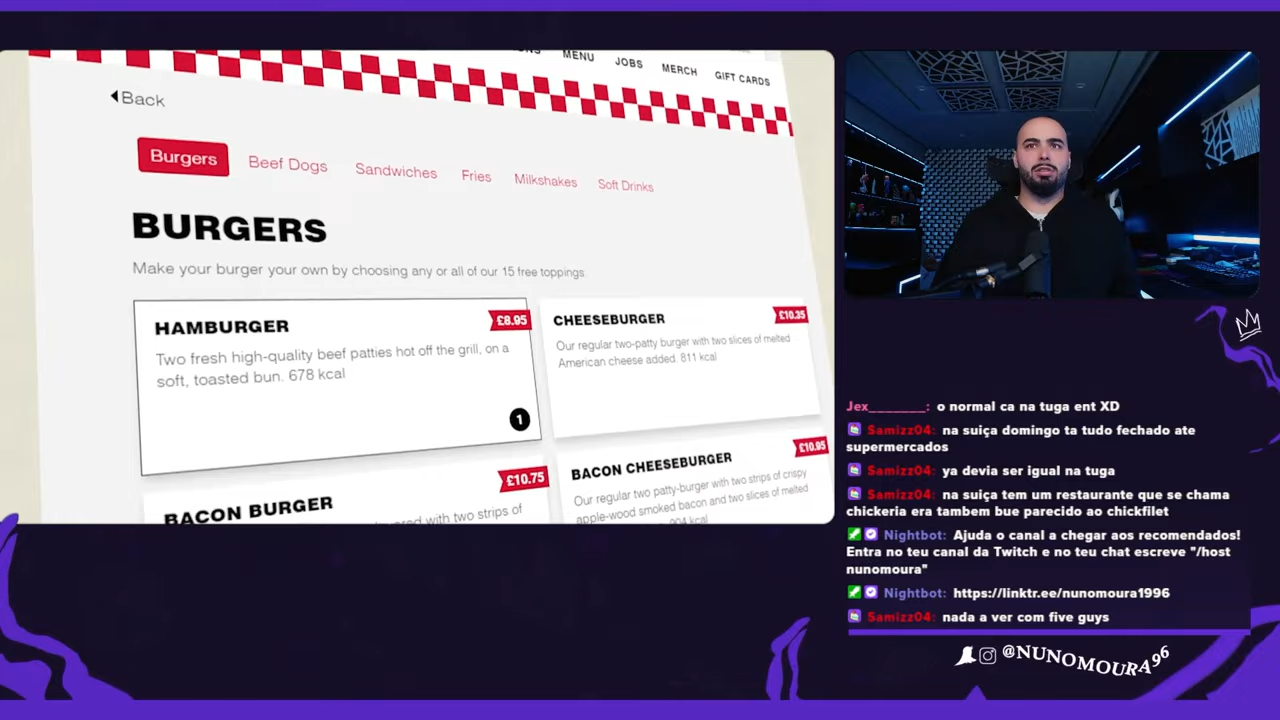 MENU
JOBS
MERCH
GIFT CARDS
Back
Burgers
Beef Dogs
Sandwiches
Fries
Milkshakes
Soft Drinks
BURGERS
Make your burger your own by choosing any or all of our 15 free toppings.
HAMBURGER
£8.95
Two fresh high-quality beef patties hot off the grill, on a
soft, toasted bun. 678 kcal
1
CHEESEBURGER
£10.35
Our regular two-patty burger with two slices of melted
American cheese added. 811 kcal
BACON BURGER
£10.75
with two strips of
BACON CHEESEBURGER
£10.95
Our regular two patty-burger with two strips of crispy
apple-wood smoked bacon and two slices of melted
904 kcal
Jex_______: o normal ca na tuga ent XD
Samizz04: na suiça domingo ta tudo fechado ate
supermercados
Samizz04: ya devia ser igual na tuga
Samizz04: na suiça tem um restaurante que se chama
chickeria era tambem bue parecido ao chickfilet
Nightbot: Ajuda o canal a chegar aos recomendados!
Entra no teu canal da Twitch e no teu chat escreve "/host
nunomoura"
Nightbot: https://linktr.ee/nunomoura1996
Samizz04: nada a ver com five guys
@NUNOMOURA96